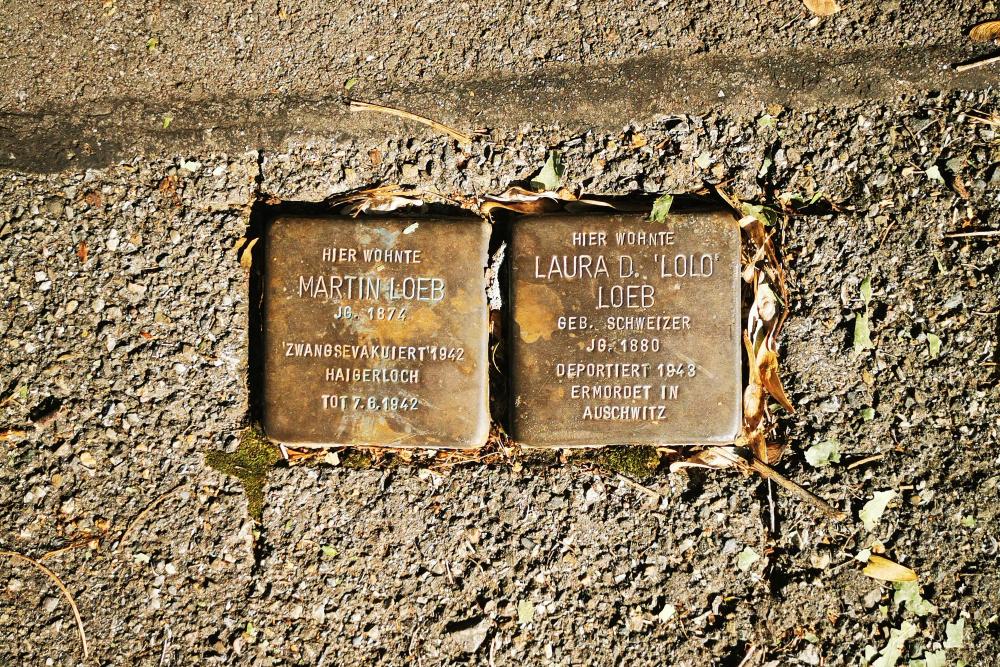 HIER WOHNTE
MARTIN LOEB
JG. 1874
'ZWANGSEVAKUIERT' 1942
HAIGERLOCH
TOT 7.6.1942
HIER WOHNTE
LAURA D. 'LOLO'
LOEB
GEB. SCHWEIZER
JG. 1880
DEPORTIERT 1943
ERMORDET IN
AUSCHWITZ